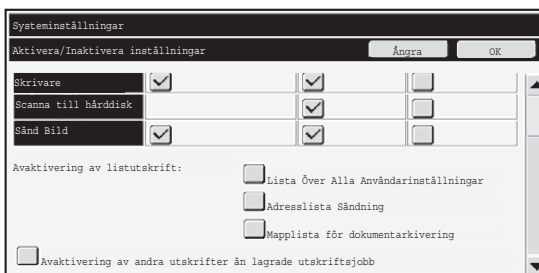 Systeminställningar
Aktivera/Inaktivera inställningar Ångra OK
Skrivare
Scanna till hårddisk
Sänd Bild
Avaktivering av listutskrift:
Lista Över Alla Användarinställningar
Adresslista Sändning
Mapplista för dokumentarkivering
Avaktivering av andra utskrifter än lagrade utskriftsjobb